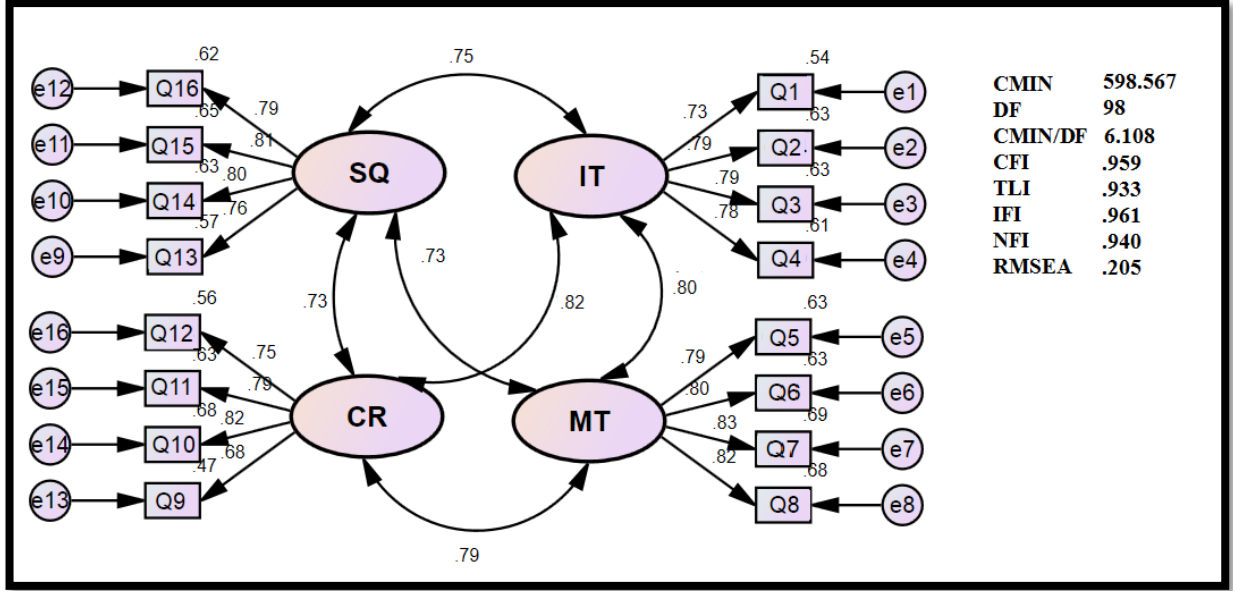 .62
.75
.54
e12 Q16
.79
.73
Q1 e1
.65
.63
e11 Q15
.81
.79
Q2. e2
.63 .80
SQ
IT
.79
.63
e10 Q14
.76
.78
Q3 e3
.57
.61
e9 Q13
.73
Q4 e4
.56
.73
.82
.80
.63
e16 Q12
.75
.79
Q5 e5
.63
.63
e15 Q11
.79
.80
Q6 e6
.68 .82
CR
MT
.83
.69
e14 Q10
.68
.82
Q7 e7
.47
.68
e13 Q9
Q8 e8
.79
CMIN 598.567
DF 98
CMIN/DF 6.108
CFI .959
TLI .933
IFI .961
NFI .940
RMSEA .205